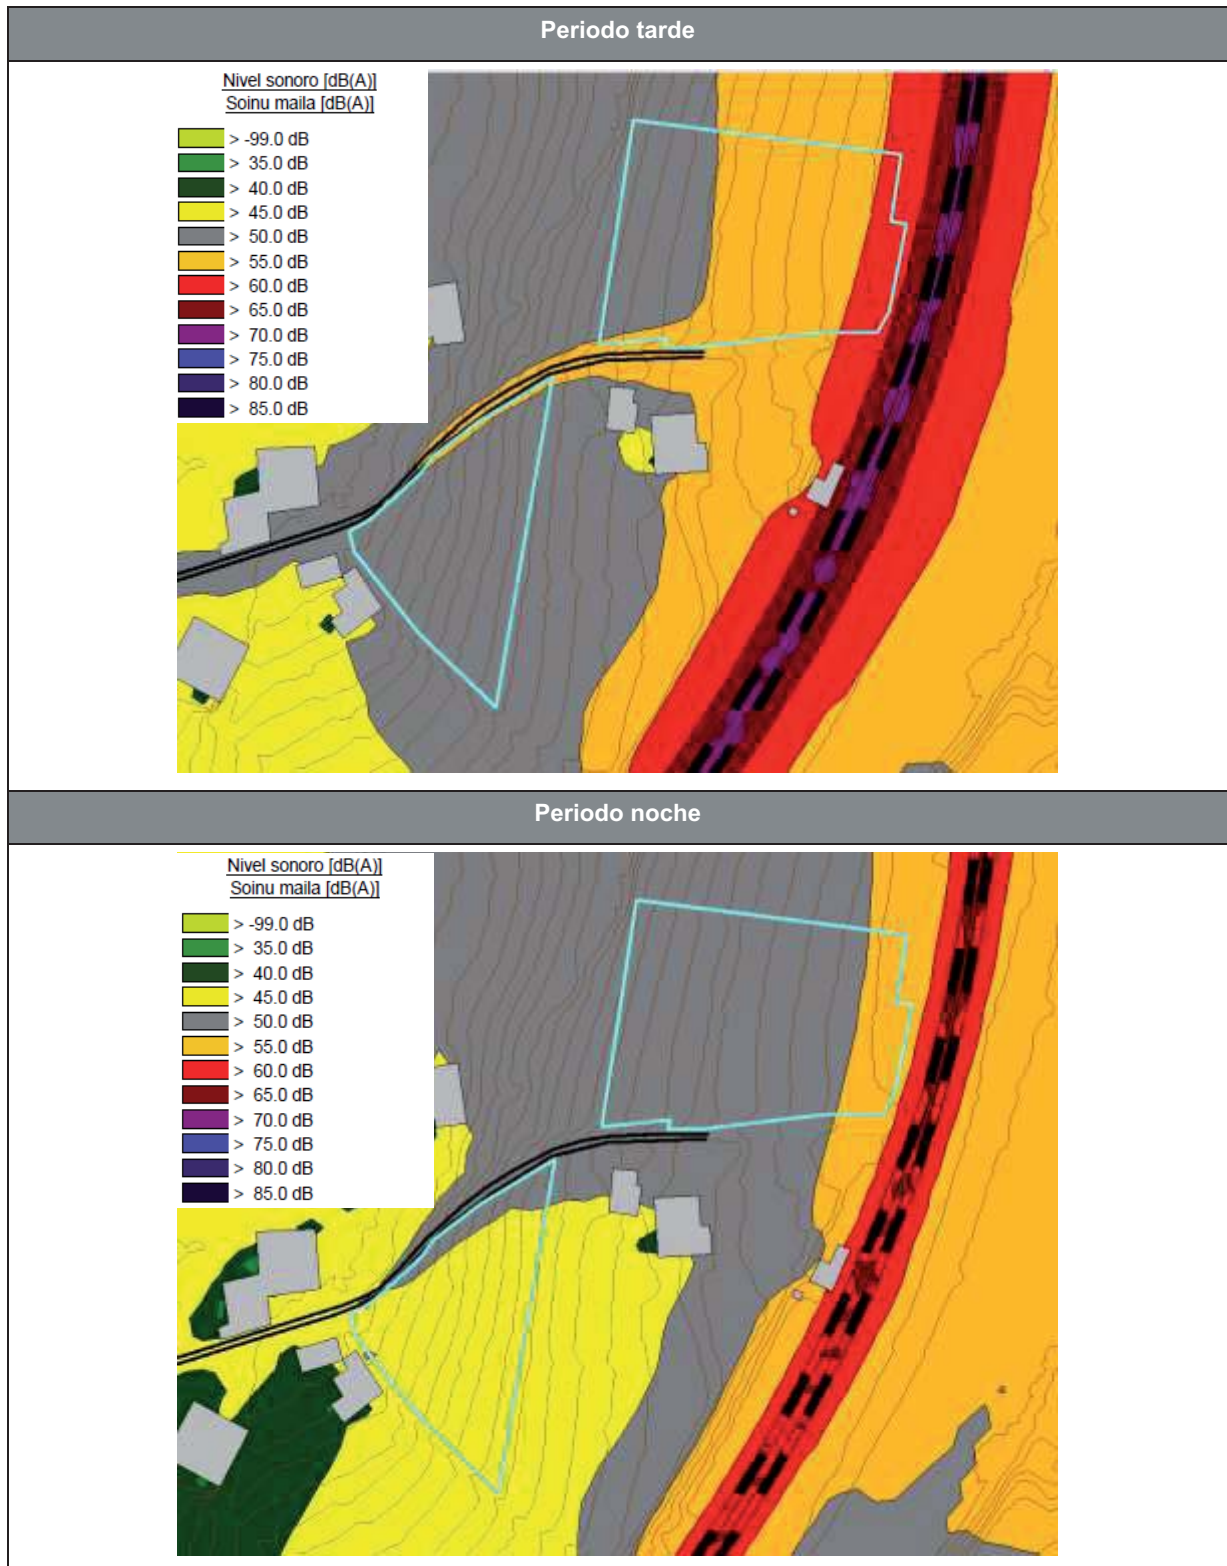 Periodo tarde
Nivel sonoro [dB(A)]
Soinu maila [dB(A)]
> -99.0 dB
> 35.0 dB
> 40.0 dB
> 45.0 dB
> 50.0 dB
> 55.0 dB
> 60.0 dB
> 65.0 dB
> 70.0 dB
> 75.0 dB
> 80.0 dB
> 85.0 dB
Periodo noche
Nivel sonoro [dB(A)]
Soinu maila [dB(A)]
> -99.0 dB
> 35.0 dB
> 40.0 dB
> 45.0 dB
> 50.0 dB
> 55.0 dB
> 60.0 dB
> 65.0 dB
> 70.0 dB
> 75.0 dB
> 80.0 dB
> 85.0 dB